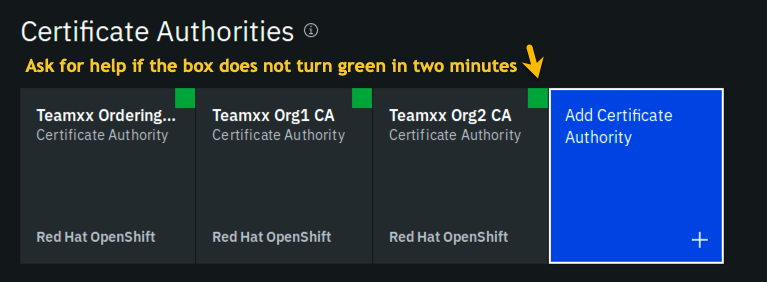 Certificate Authorities
Ask for help if the box does not turn green in two minutes
Teamxx Ordering...
Certificate Authority
Red Hat OpenShift
Teamxx Org1 CA
Certificate Authority
Red Hat OpenShift
Teamxx Org2 CA
Certificate Authority
Red Hat OpenShift
Add Certificate
Authority